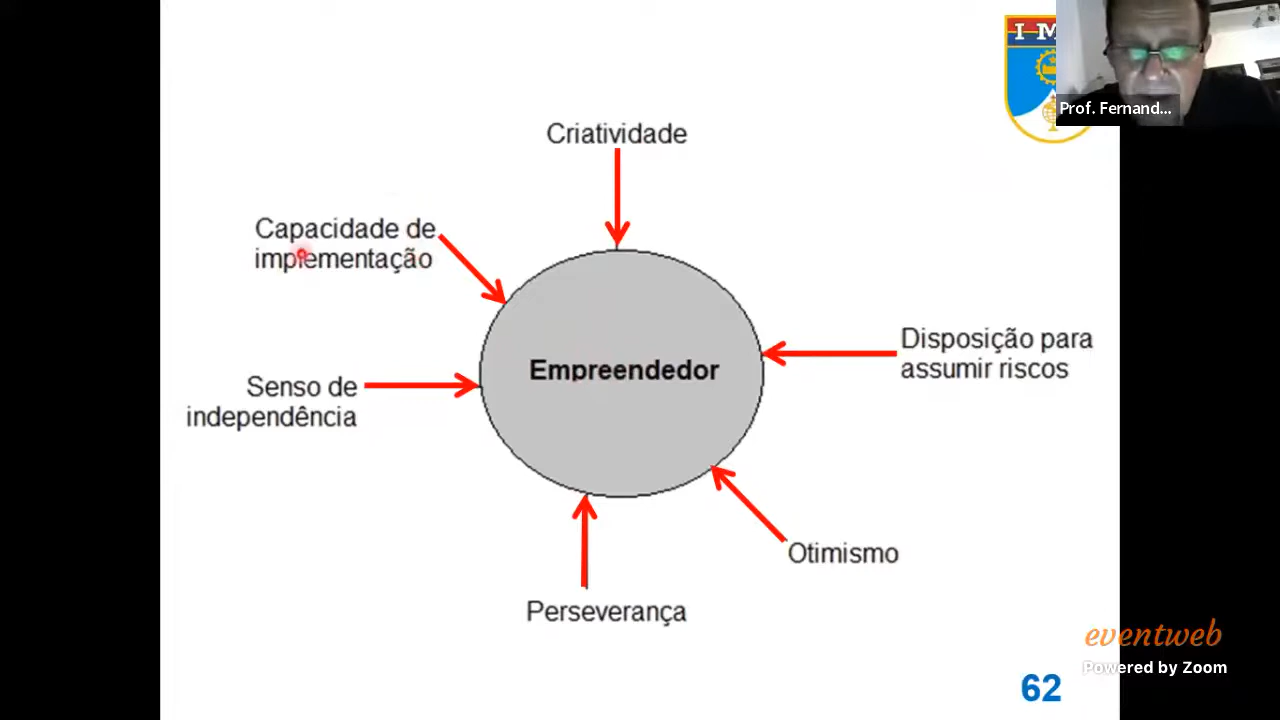 I M
Prof. Fernand...
Criatividade
Capacidade de
implementação
Disposição para
assumir riscos
Empreendedor
Senso de
independência
Otimismo
Perseverança
eventweb
Powered by Zoom
62